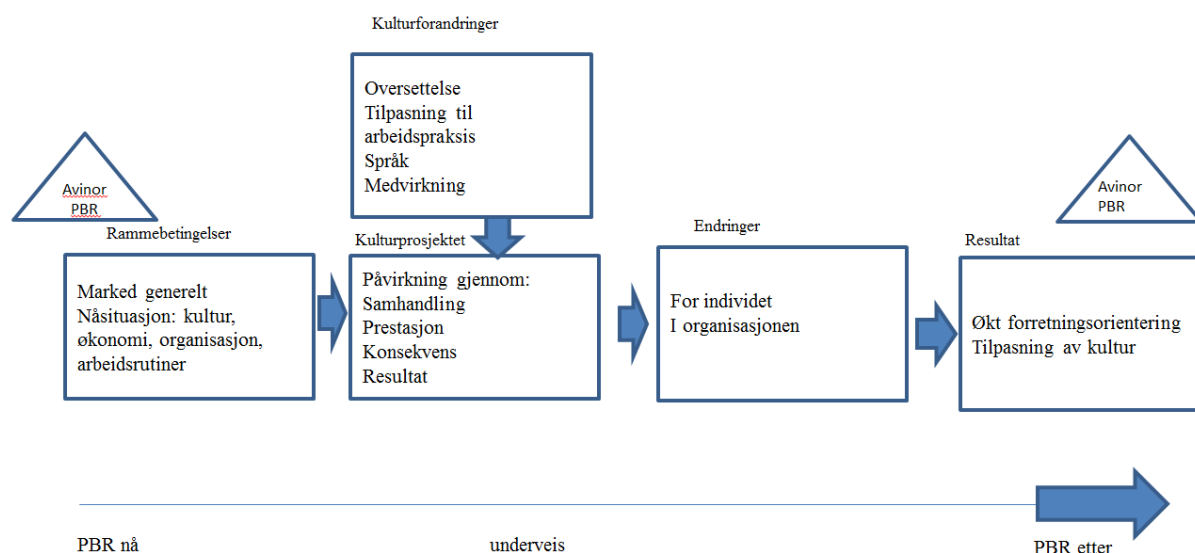 Kulturforandringer
Oversettelse
Tilpasning til
arbeidspraksis
Språk
Medvirkning
Avinor
PBR
Avinor
PBR
Rammebetingelser
Marked generelt
Nåsituasjon: kultur,
økonomi, organisasjon,
arbeidsrutiner
Kulturprosjektet
Påvirkning gjennom:
Samhandling
Prestasjon
Konsekvens
Resultat
Endringer
For individet
I organisasjonen
Resultat
Økt forretningsorientering
Tilpasning av kultur
PBR nå
underveis
PBR etter